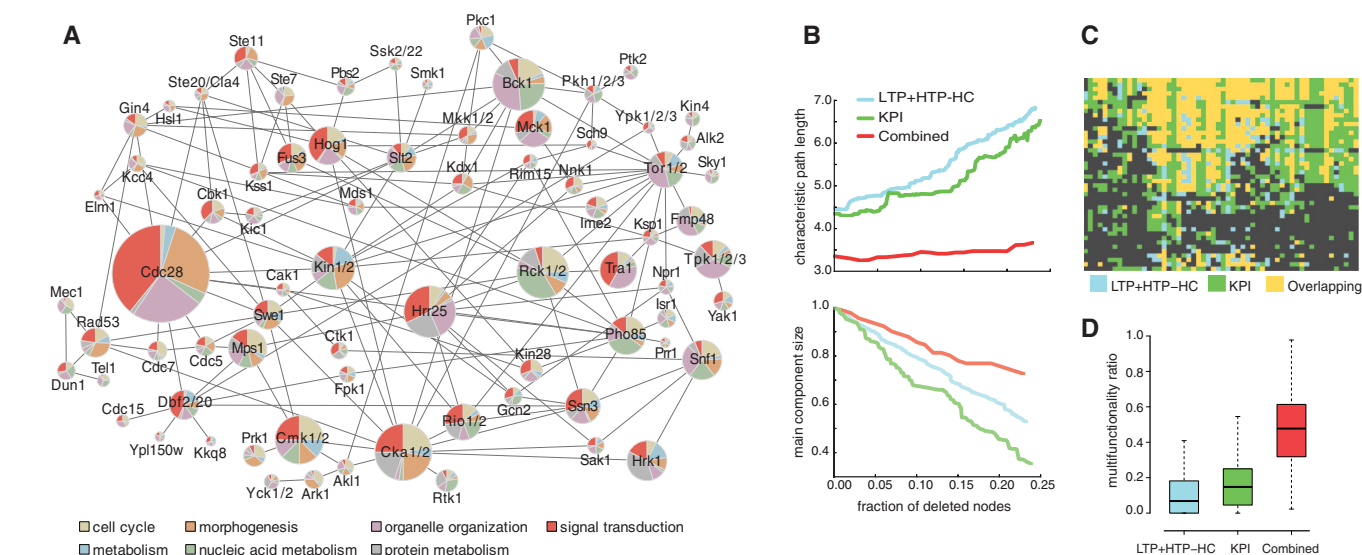 A
B
C
Pkc1
Ste11
Ssk2/22
Ptk2
Ste20/Cla4
Ste7
Pbs2
Smk1
Bck1
Pkh1/2/3
Gin4
Hsl1
Mkk1/2
Mck1
Ypk1/2/3
Kin4
Hog1
Sch9
Alk2
Fus3
Slt2
Kcc4
Kss1
Kdx1
Rim15
Nnk1
Tor1/2
Sky1
Elm1
Cbk1
Mds1
Kic1
Ime2
Ksp1
Fmp48
Cdc28
Cak1
Kin1/2
Rck1/2
Tra1
Npr1
Tpk1/2/3
Mec1
Rad53
Swe1
Hrr25
Isr1
Yak1
Dun1
Tel1
Cdc7
Cdc5
Mps1
Ctk1
Pho85
Prr1
Snf1
Kin28
Fpk1
Cdc15
Dbf2/20
Gcn2
Ssn3
Ypl150w
Kkq8
Prk1
Cmk1/2
Cka1/2
Rio1/2
Sak1
Hrk1
Yck1/2
Ark1
Akl1
Rtk1
cell cycle morphogenesis organelle organization signal transduction
metabolism nucleic acid metabolism protein metabolism
characteristic path length
7.0
6.0
5.0
4.0
3.0
LTP+HTP-HC
KPI
Combined
main component size
1.0
0.8
0.6
0.4
0.00 0.05 0.10 0.15 0.20 0.25
fraction of deleted nodes
LTP+HTP−HC KPI Overlapping
D
multifunctionality ratio
1.0
0.8
0.6
0.4
0.2
0.0
LTP+HTP−HC KPI Combined